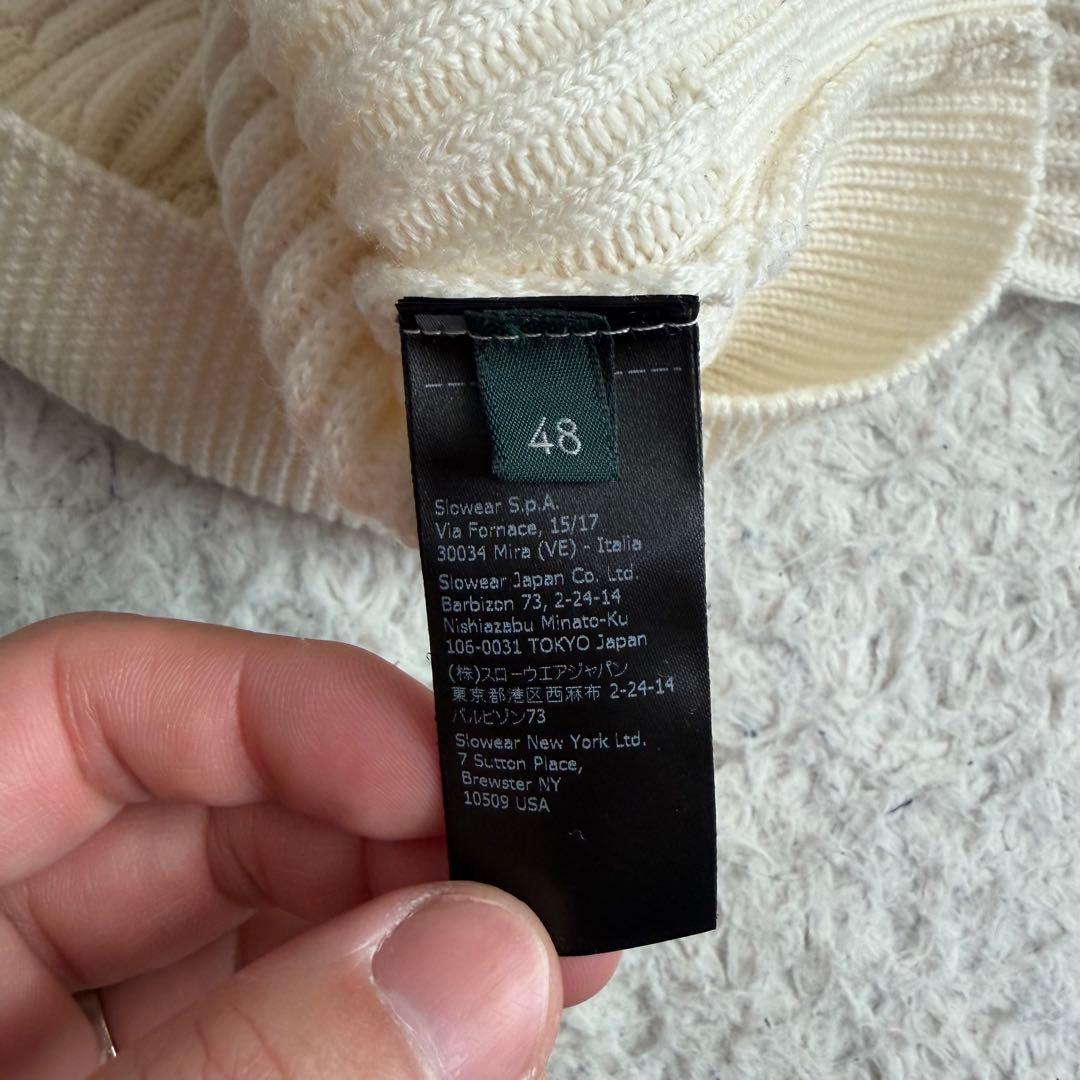 48
Slowear S.p.A.
Via Fornace, 15/17
30034 Mira (VE) - Italia
Slowear Japan Co. Ltd.
Barbizon 73, 2-24-14
Nishiazabu Minato-Ku
106-0031 TOKYO Japan
(株)スローウエアジャパン
東京都港区西麻布 2-24-14
バルビゾン73
Slowear New York Ltd.
7 Sutton Place,
Brewster NY
10509 USA